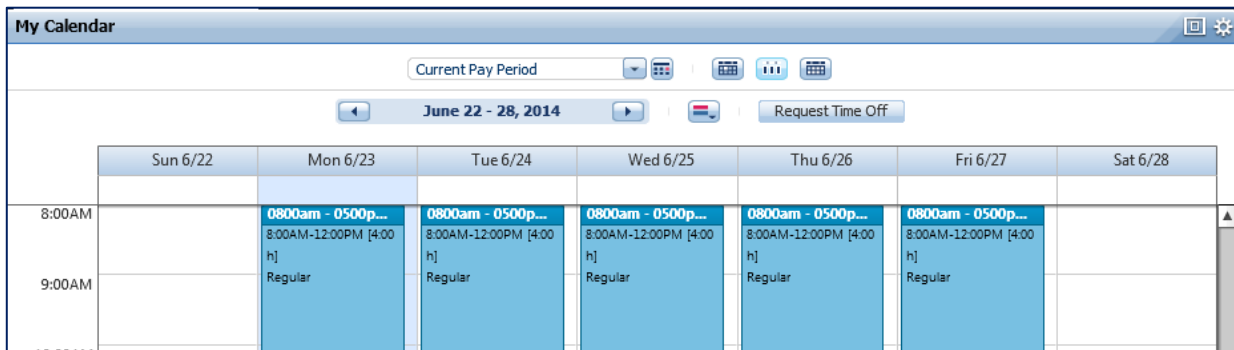 My Calendar
Current Pay Period
June 22 - 28, 2014
Request Time Off
Sun 6/22 Mon 6/23 Tue 6/24 Wed 6/25 Thu 6/26 Fri 6/27 Sat 6/28
8:00AM 0800am - 0500p... 0800am - 0500p... 0800am - 0500p... 0800am - 0500p... 0800am - 0500p...
8:00AM-12:00PM [4:00 8:00AM-12:00PM [4:00 8:00AM-12:00PM [4:00 8:00AM-12:00PM [4:00 8:00AM-12:00PM [4:00
h] h] h] h] h]
Regular Regular Regular Regular Regular
9:00AM